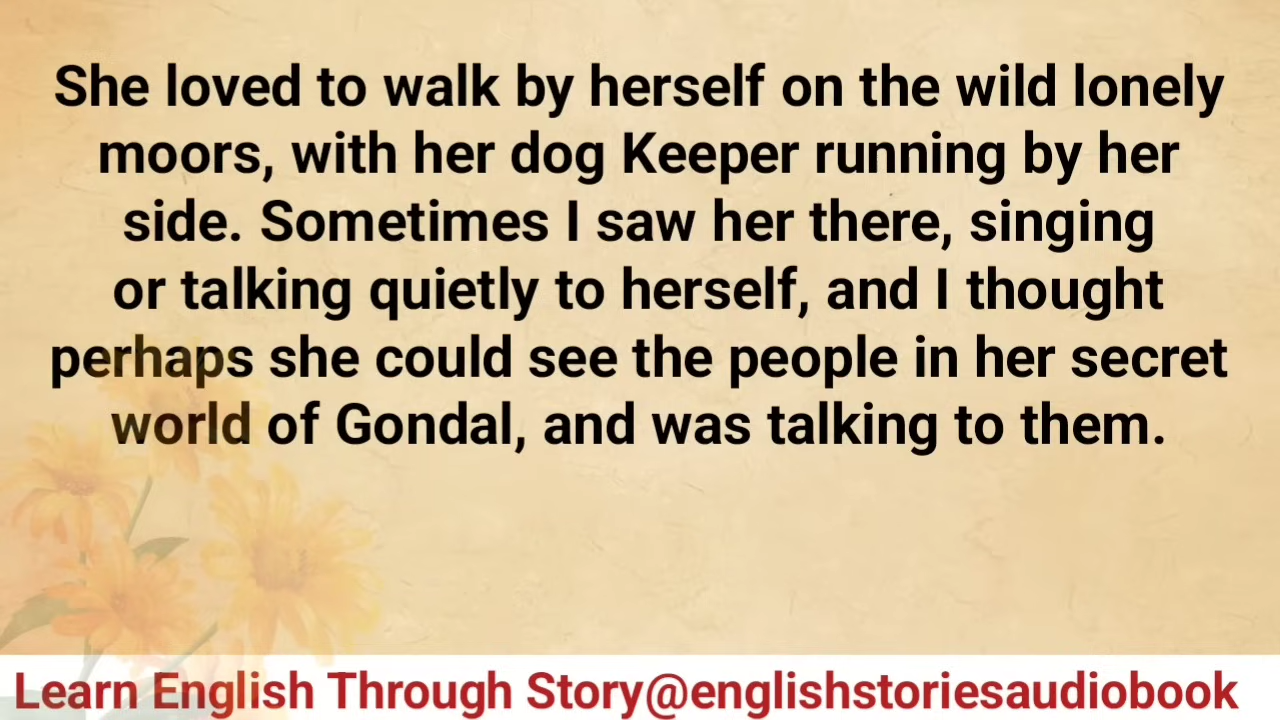 She loved to walk by herself on the wild lonely
moors, with her dog Keeper running by her
side. Sometimes I saw her there, singing
or talking quietly to herself, and I thought
perhaps she could see the people in her secret
world of Gondal, and was talking to them.
Learn English Through Story@englishstoriesaudiobook